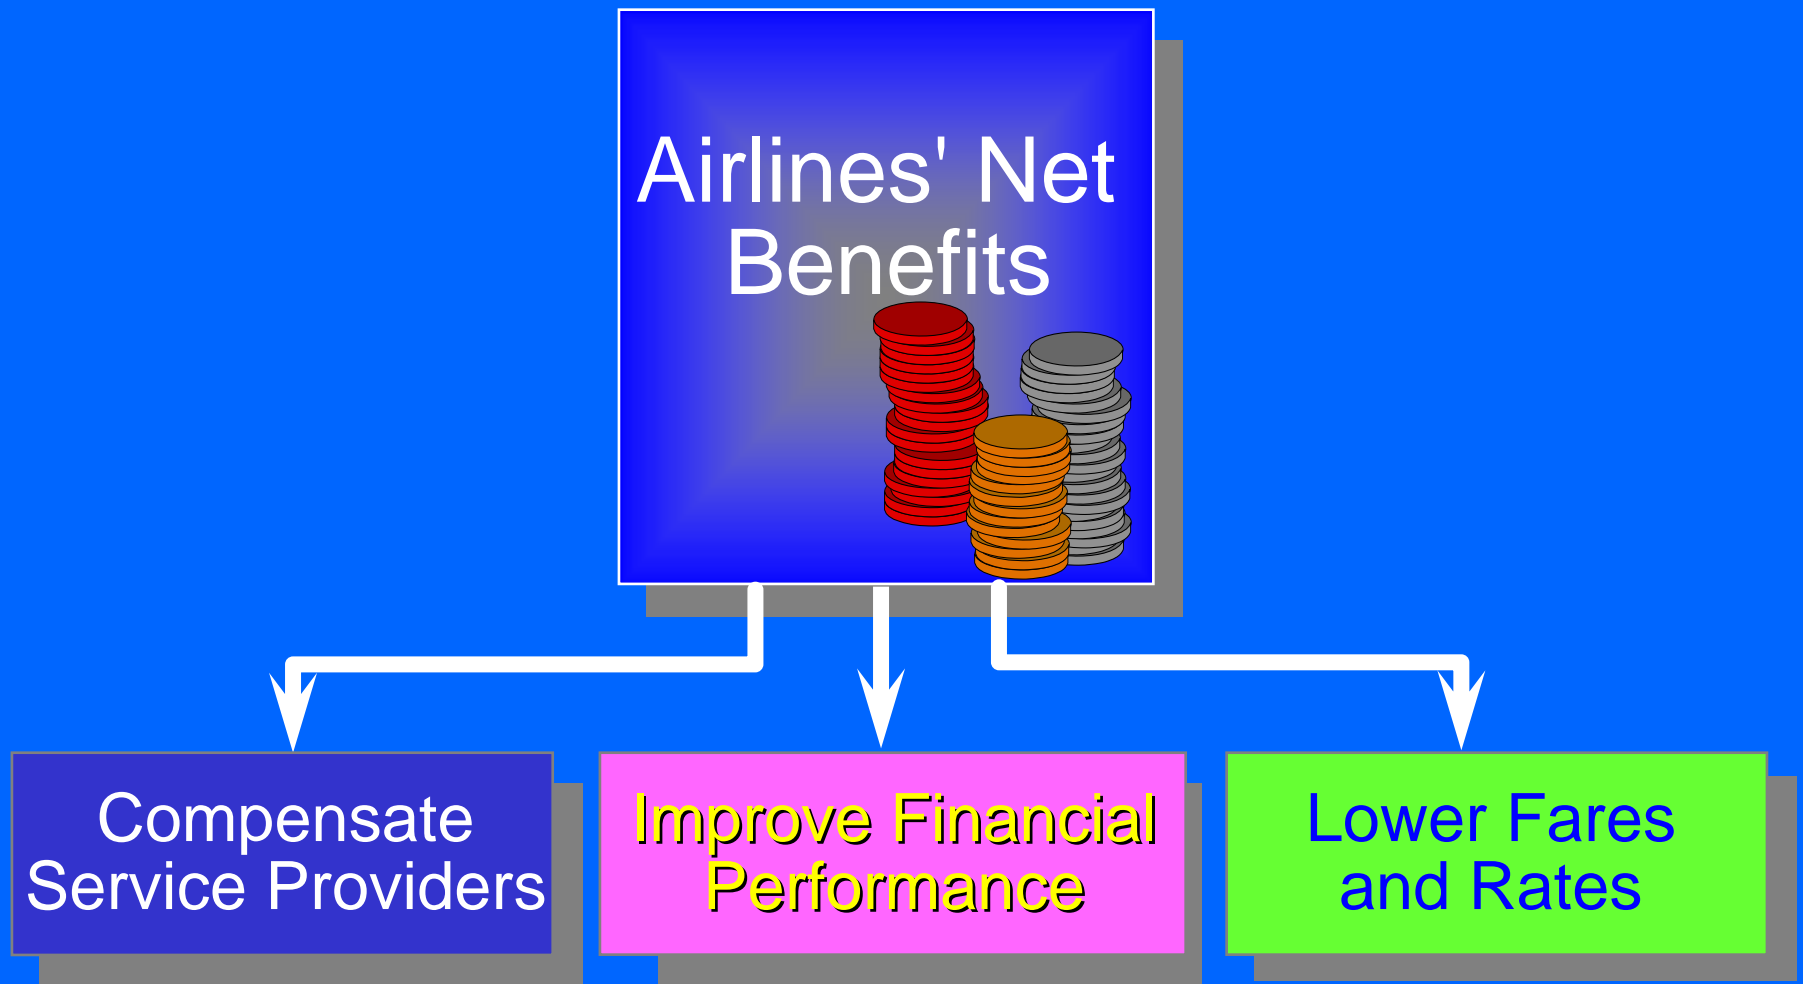 Airlines' Net
Benefits
Compensate
Service Providers
Improve Financial
Performance
Lower Fares
and Rates